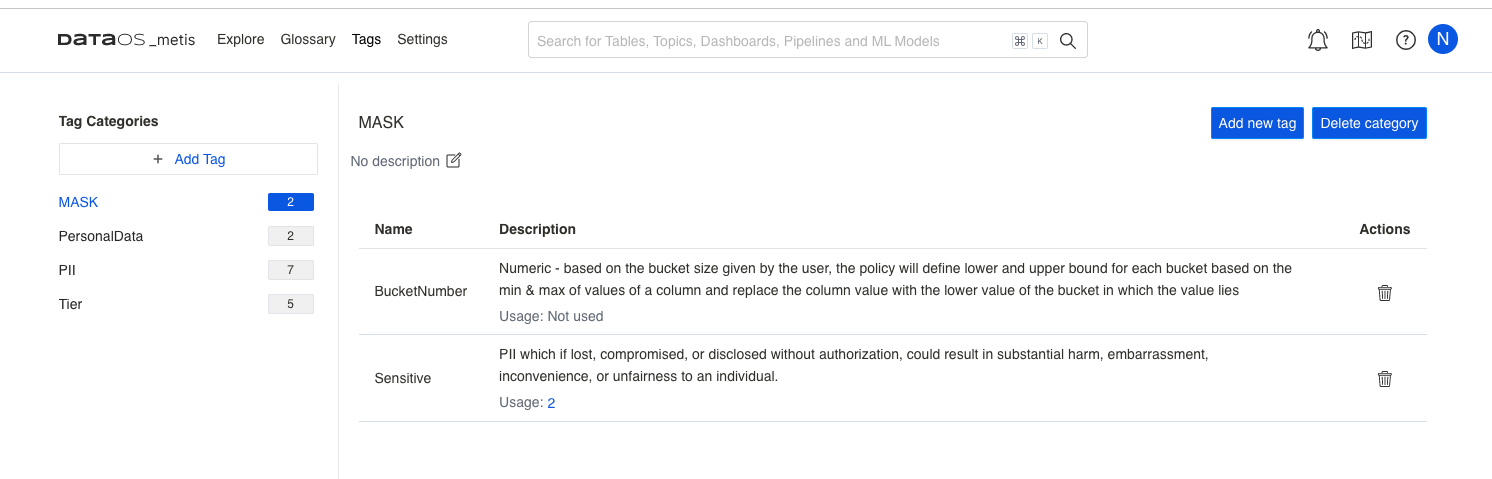 DATAOS _metis Explore Glossary Tags Settings Search for Tables, Topics, Dashboards, Pipelines and ML Models ⌘ K ? N
Tag Categories
+ Add Tag
MASK 2
PersonalData 2
PII 7
Tier 5
MASK Add new tag Delete category
No description
Name Description Actions
BucketNumber
Numeric - based on the bucket size given by the user, the policy will define lower and upper bound for each bucket based on the
min & max of values of a column and replace the column value with the lower value of the bucket in which the value lies
Usage: Not used
Sensitive
PII which if lost, compromised, or disclosed without authorization, could result in substantial harm, embarrassment,
inconvenience, or unfairness to an individual.
Usage: 2